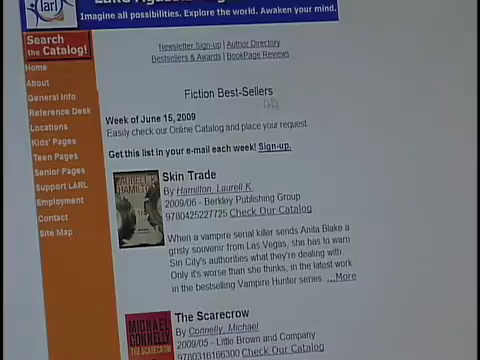 larl
Imagine all possibilities. Explore the world. Awaken your mind.
Search
the Catalog!
Home
About
General Info
Reference Desk
Locations
Kids' Pages
Teen Pages
Senior Pages
Support LARL
Employment
Contact
Site Map
Newsletter Sign-up | Author Directory
Bestsellers & Awards | BookPage Reviews
Fiction Best-Sellers
Week of June 15, 2009
Easily check our Online Catalog and place your request.
Get this list in your e-mail each week! Sign-up.
Skin Trade
By Hamilton, Laurell K.
2009/06 - Berkley Publishing Group
9780425227725 Check Our Catalog
When a vampire serial killer sends Anita Blake a
grisly souvenir from Las Vegas, she has to warn
Sin City's authorities what they're dealing with.
Only it's worse than she thinks, in the latest work
in the bestselling Vampire Hunter series. ...More
MICHAEL
CONNELLY
THE SCARECROW
The Scarecrow
By Connelly, Michael
2009/05 - Little Brown and Company
9780316166300 Check Our Catalog